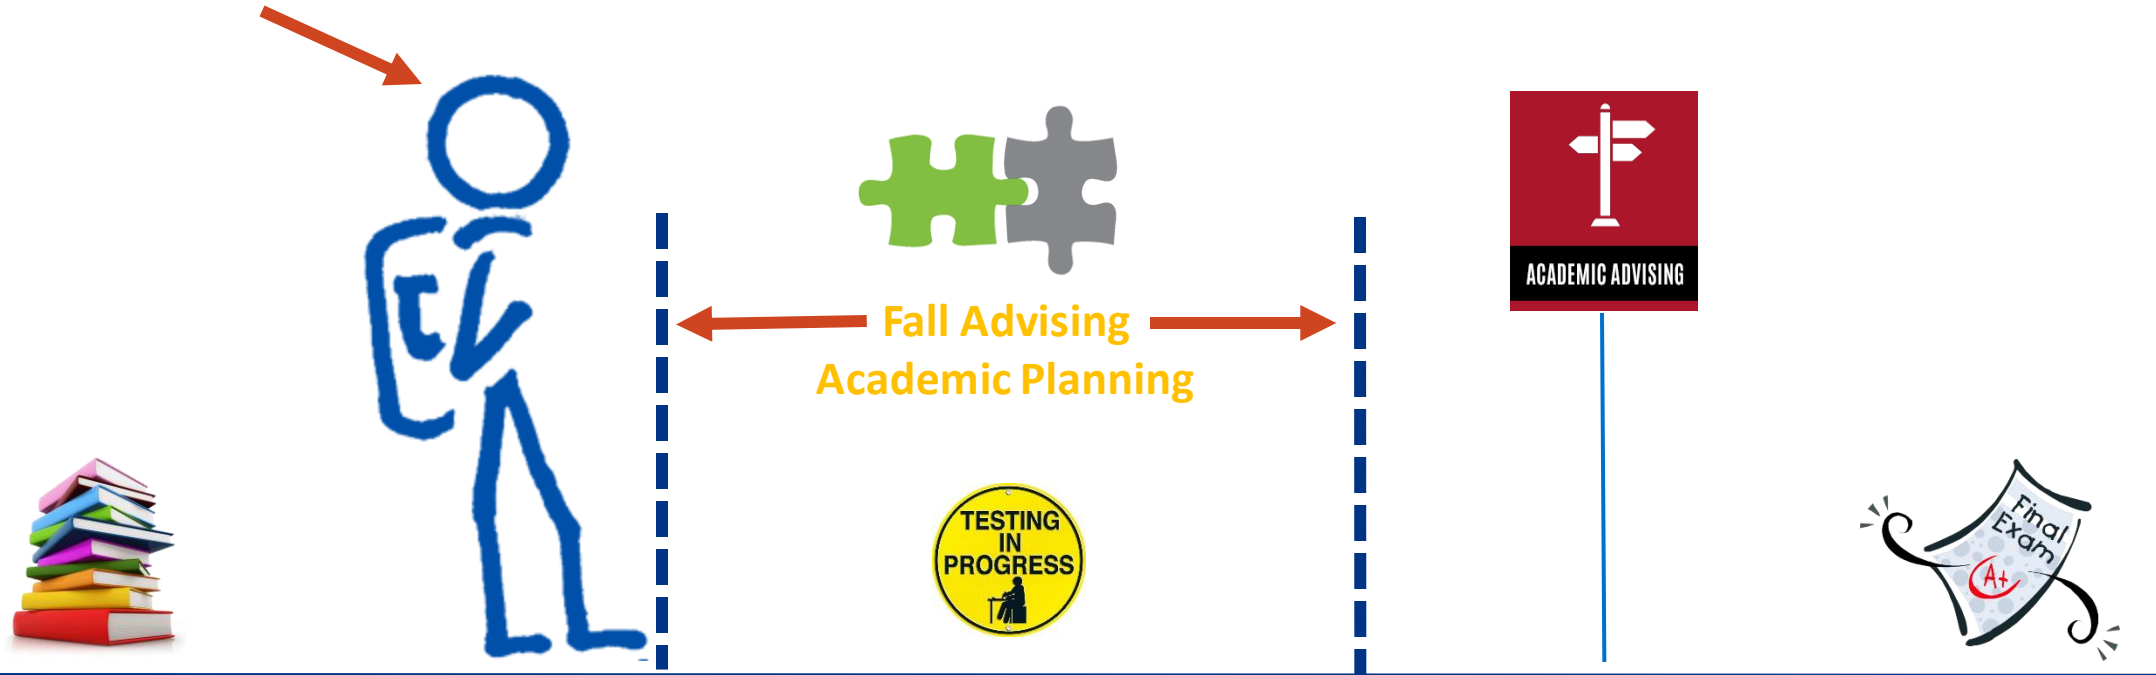 Fall Advising
Academic Planning
TESTING
IN
PROGRESS
ACADEMIC ADVISING
Final
Exam
A+